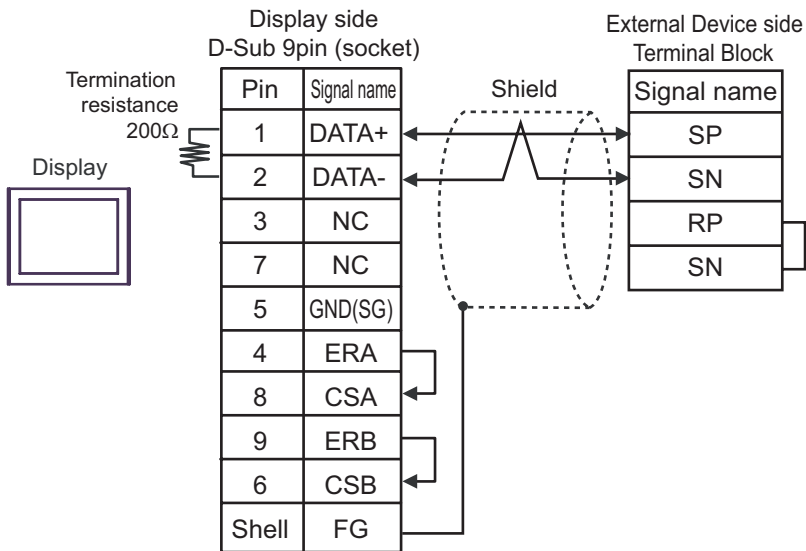 Display side
D-Sub 9pin (socket)
External Device side
Terminal Block
Termination
resistance
200Ω
Display
Shield
Pin Signal name
1 DATA+
2 DATA-
3 NC
7 NC
5 GND(SG)
4 ERA
8 CSA
9 ERB
6 CSB
Shell FG
Signal name
SP
SN
RP
SN